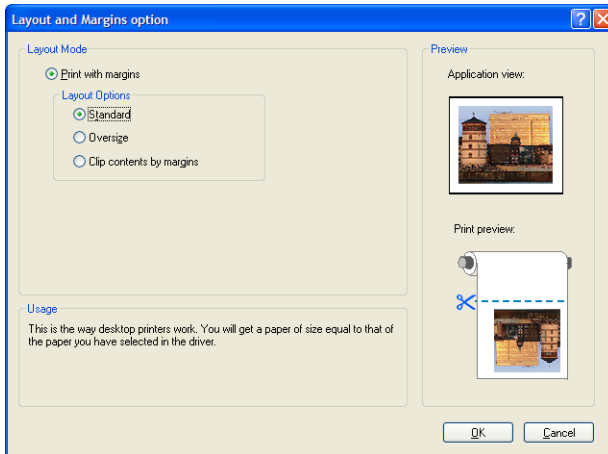 Layout and Margins option
Layout Mode
Print with margins
Layout Options
Standard
Oversize
Clip contents by margins
Usage
This is the way desktop printers work. You will get a paper of size equal to that of
the paper you have selected in the driver.
Preview
Application view:
Print preview:
OK
Cancel